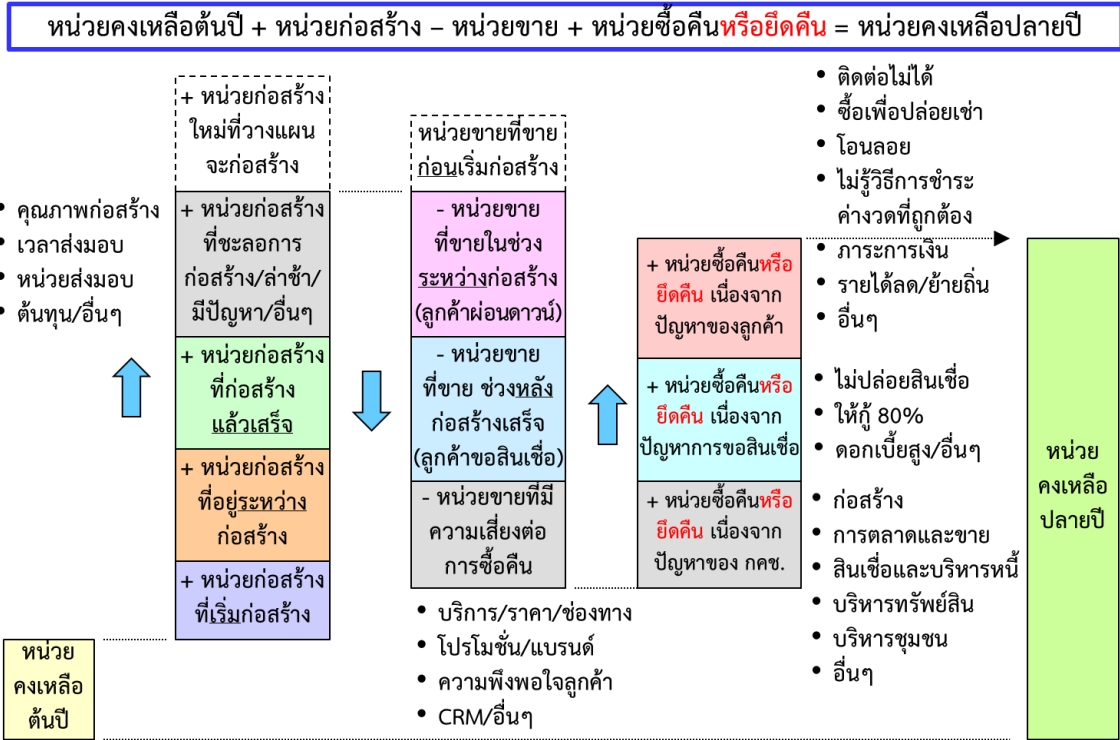 หน่วยคงเหลือต้นปี + หน่วยก่อสร้าง – หน่วยขาย + หน่วยซื้อคืนหรือยึดคืน = หน่วยคงเหลือปลายปี
• คุณภาพก่อสร้าง
• เวลาส่งมอบ
• หน่วยส่งมอบ
• ต้นทุน/อื่นๆ
หน่วย
คงเหลือ
ต้นปี
+ หน่วยก่อสร้าง
ใหม่ที่วางแผน
จะก่อสร้าง
+ หน่วยก่อสร้าง
ที่ชะลอการ
ก่อสร้าง/ล่าช้า/
มีปัญหา/อื่นๆ
+ หน่วยก่อสร้าง
ที่ก่อสร้าง
แล้วเสร็จ
+ หน่วยก่อสร้าง
ที่อยู่ระหว่าง
ก่อสร้าง
+ หน่วยก่อสร้าง
ที่เริ่มก่อสร้าง
หน่วยขายที่ขาย
ก่อนเริ่มก่อสร้าง
- หน่วยขาย
ที่ขายในช่วง
ระหว่างก่อสร้าง
(ลูกค้าผ่อนดาวน์)
- หน่วยขาย
ที่ขาย ช่วงหลัง
ก่อสร้างเสร็จ
(ลูกค้าขอสินเชื่อ)
- หน่วยขายที่มี
ความเสี่ยงต่อ
การซื้อคืน
• บริการ/ราคา/ช่องทาง
• โปรโมชั่น/แบรนด์
• ความพึงพอใจลูกค้า
• CRM/อื่นๆ
+ หน่วยซื้อคืนหรือ
ยึดคืน เนื่องจาก
ปัญหาของลูกค้า
+ หน่วยซื้อคืนหรือ
ยึดคืน เนื่องจาก
ปัญหาการขอสินเชื่อ
+ หน่วยซื้อคืนหรือ
ยึดคืน เนื่องจาก
ปัญหาของ กคช.
• ติดต่อไม่ได้
• ซื้อเพื่อปล่อยเช่า
• โอนลอย
• ไม่รู้วิธีการชำระ
ค่างวดที่ถูกต้อง
• ภาระการเงิน
• รายได้ลด/ย้ายถิ่น
• อื่นๆ
• ไม่ปล่อยสินเชื่อ
• ให้กู้ 80%
• ดอกเบี้ยสูง/อื่นๆ
• ก่อสร้าง
• การตลาดและขาย
• สินเชื่อและบริหารหนี้
• บริหารทรัพย์สิน
• บริหารชุมชน
• อื่นๆ
หน่วย
คงเหลือ
ปลายปี